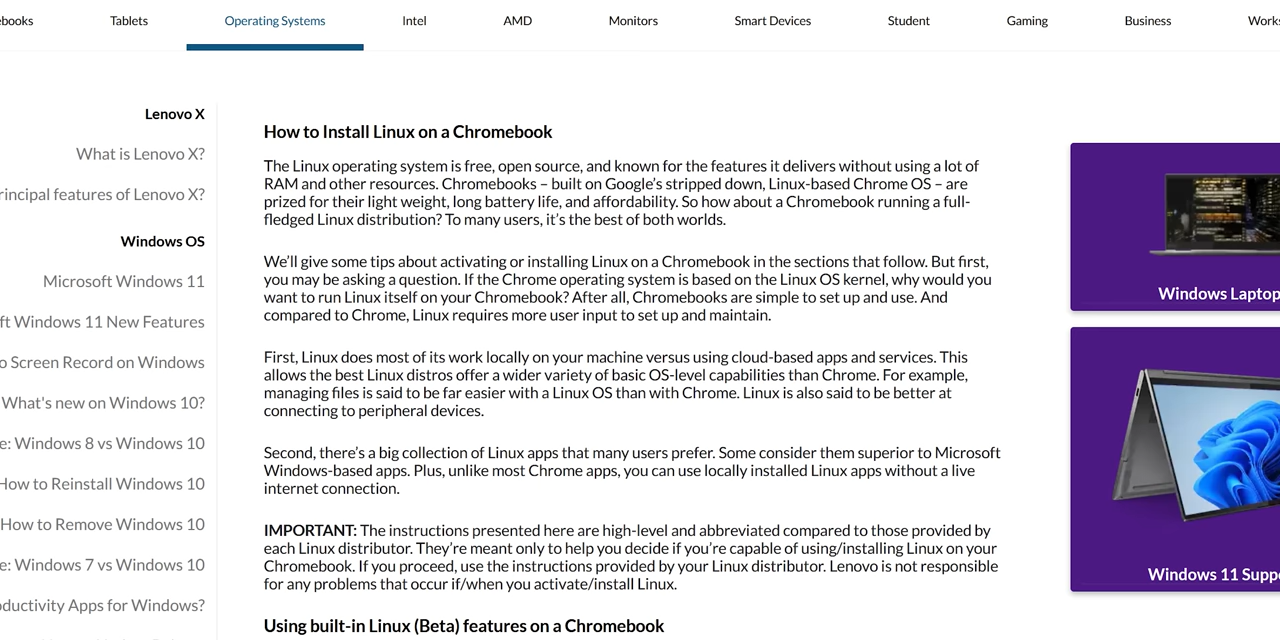 ebooks
Tablets
Operating Systems
Intel
AMD
Monitors
Smart Devices
Student
Gaming
Business
Works
Lenovo X
What is Lenovo X?
rincipal features of Lenovo X?
Windows OS
Microsoft Windows 11
ft Windows 11 New Features
o Screen Record on Windows
What's new on Windows 10?
e: Windows 8 vs Windows 10
How to Reinstall Windows 10
How to Remove Windows 10
e: Windows 7 vs Windows 10
oductivity Apps for Windows?
How to Install Linux on a Chromebook
The Linux operating system is free, open source, and known for the features it delivers without using a lot of
RAM and other resources. Chromebooks – built on Google's stripped down, Linux-based Chrome OS – are
prized for their light weight, long battery life, and affordability. So how about a Chromebook running a full-
fledged Linux distribution? To many users, it's the best of both worlds.
We'll give some tips about activating or installing Linux on a Chromebook in the sections that follow. But first,
you may be asking a question. If the Chrome operating system is based on the Linux OS kernel, why would you
want to run Linux itself on your Chromebook? After all, Chromebooks are simple to set up and use. And
compared to Chrome, Linux requires more user input to set up and maintain.
First, Linux does most of its work locally on your machine versus using cloud-based apps and services. This
allows the best Linux distros offer a wider variety of basic OS-level capabilities than Chrome. For example,
managing files is said to be far easier with a Linux OS than with Chrome. Linux is also said to be better at
connecting to peripheral devices.
Second, there's a big collection of Linux apps that many users prefer. Some consider them superior to Microsoft
Windows-based apps. Plus, unlike most Chrome apps, you can use locally installed Linux apps without a live
internet connection.
IMPORTANT: The instructions presented here are high-level and abbreviated compared to those provided by
each Linux distributor. They're meant only to help you decide if you're capable of using/installing Linux on your
Chromebook. If you proceed, use the instructions provided by your Linux distributor. Lenovo is not responsible
for any problems that occur if/when you activate/install Linux.
Using built-in Linux (Beta) features on a Chromebook
Windows Laptop
Windows 11 Suppo